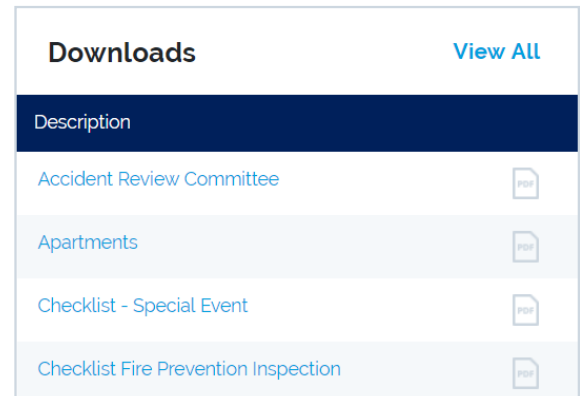 Downloads View All
Description
Accident Review Committee PDF
Apartments PDF
Checklist - Special Event PDF
Checklist Fire Prevention Inspection PDF